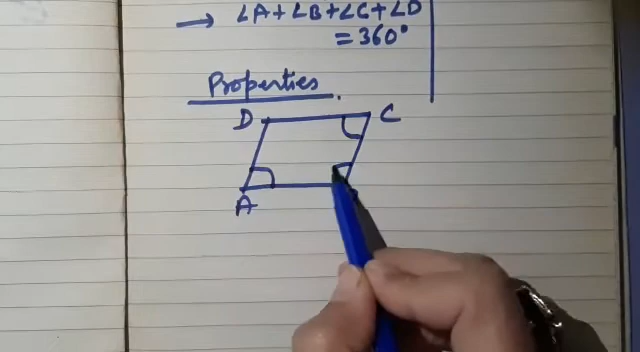 → ∠A+∠B+∠C+∠D
= 360°
Properties.
D C
A